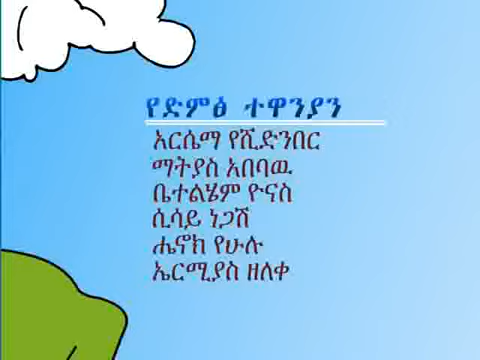 የድምፅ ተዋንያን
አርሴማ የሺድንበር
ማትያስ አበባዉ
ቤተልሄም ዮናስ
ሲሳይ ነጋሽ
ሔኖክ የሁሉ
ኤርሚያስ ዘለቀ